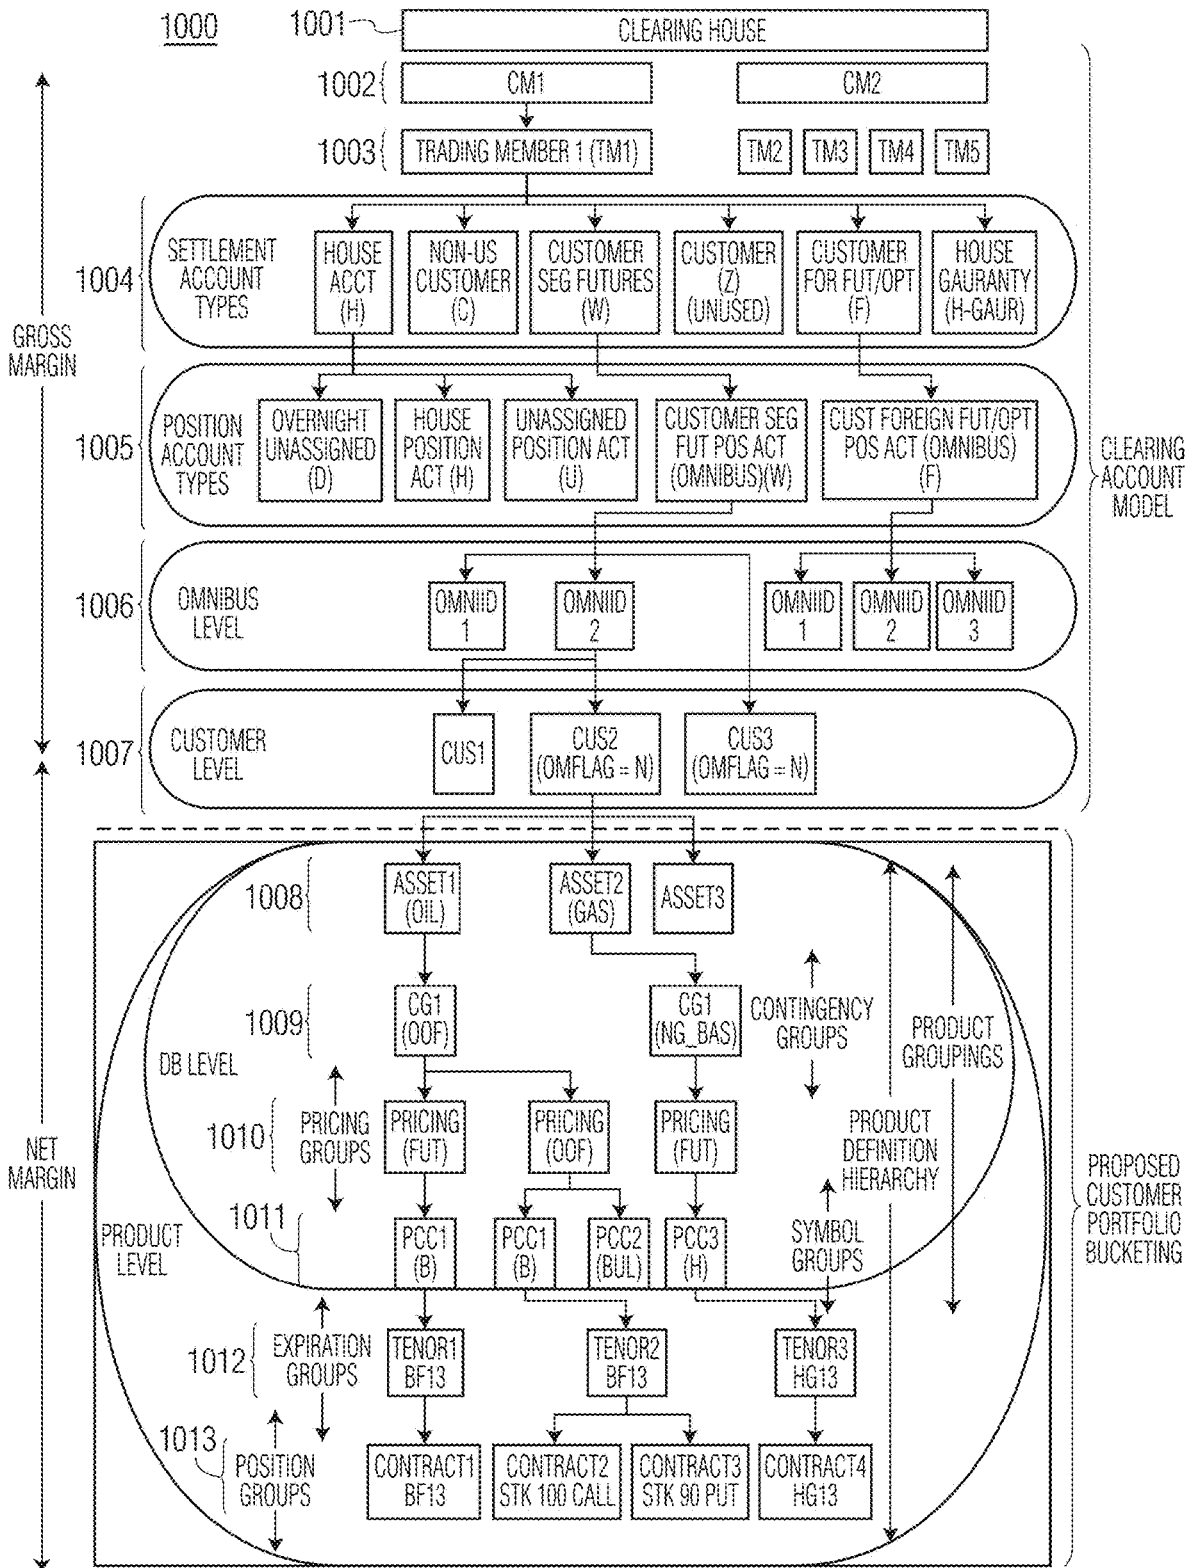 1000
1001
CLEARING HOUSE
1002
CM1
CM2
1003
TRADING MEMBER 1 (TM1)
TM2
TM3
TM4
TM5
1004
SETTLEMENT
ACCOUNT
TYPES
HOUSE
ACCT
(H)
NON-US
CUSTOMER
(C)
CUSTOMER
SEG FUTURES
(W)
CUSTOMER
(Z)
(UNUSED)
CUSTOMER
FOR FUT/OPT
(F)
HOUSE
GAURANTY
(H-GAUR)
GROSS
MARGIN
1005
POSITION
ACCOUNT
TYPES
OVERNIGHT
UNASSIGNED
(D)
HOUSE
POSITION
ACT (H)
UNASSIGNED
POSITION ACT
(U)
CUSTOMER SEG
FUT POS ACT
(OMNIBUS)(W)
CUST FOREIGN FUT/OPT
POS ACT (OMNIBUS)
(F)
CLEARING
ACCOUNT
MODEL
1006
OMNIBUS
LEVEL
OMNIID
1
OMNIID
2
OMNIID
1
OMNIID
2
OMNIID
3
1007
CUSTOMER
LEVEL
CUS1
CUS2
(OMFLAG = N)
CUS3
(OMFLAG = N)
1008
ASSET1
(OIL)
ASSET2
(GAS)
ASSET3
1009
CG1
(OOF)
CG1
(NG_BAS)
CONTINGENCY
GROUPS
PRODUCT
GROUPINGS
DB LEVEL
1010
PRICING
GROUPS
PRICING
(FUT)
PRICING
(OOF)
PRICING
(FUT)
PRODUCT
DEFINITION
HIERARCHY
NET
MARGIN
PROPOSED
CUSTOMER
PORTFOLIO
BUCKETING
1011
PRODUCT
LEVEL
PCC1
(B)
PCC1
(B)
PCC2
(BUL)
PCC3
(H)
SYMBOL
GROUPS
1012
EXPIRATION
GROUPS
TENOR1
BF13
TENOR2
BF13
TENOR3
HG13
1013
POSITION
GROUPS
CONTRACT1
BF13
CONTRACT2
STK 100 CALL
CONTRACT3
STK 90 PUT
CONTRACT4
HG13